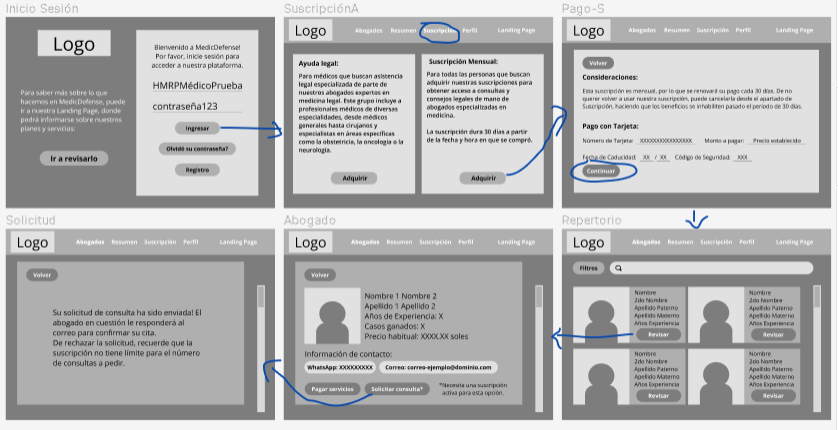 Inicio Sesión
Logo
Para saber más sobre lo que
hacemos en MedicDefense, puede
ir a nuestra Landing Page, donde
podrá informarse sobre nuestros
planes y servicios:
Ir a revisarlo
Bienvenido a MedicDefense!
Por favor, inicie sesión para
acceder a nuestra plataforma.
HMRPMédicoPrueba
contraseña123
Ingresar
Olvidó su contraseña?
Registro
SuscripciónA
Logo
Abogados Resumen Suscripción Perfil Landing Page
Ayuda legal:
Para médicos que buscan asistencia
legal especializada de parte de
nuestros abogados expertos en
medicina legal. Este grupo incluye a
profesionales médicos de diversas
especialidades, desde médicos
generales hasta cirujanos y
especialistas en áreas específicas
como la obstetricia, la oncología o la
neurología.
Adquirir
Suscripción Mensual:
Para todas las personas que buscan
adquirir nuestras suscripciones para
obtener acceso a consultas y
consejos legales de mano de
abogados especializadas en
medicina.
La suscripción dura 30 días a partir
de la fecha y hora en que se compró.
Adquirir
Pago-S
Logo
Abogados Resumen Suscripción Perfil Landing Page
Volver
Consideraciones:
Esta suscripción es mensual, por lo que se renovará su pago cada 30 días. De no
querer volver a usar nuestra suscripción, puede cancelarla desde el apartado de
Suscripción, haciendo que los beneficios se inhabiliten pasado el período de 30 días.
Pago con Tarjeta:
Número de Tarjeta: XXXXXXXXXXXXXXXX Monto a pagar: Precio establecido
Fecha de Caducidad: XX / XX Código de Seguridad: XXX
Continuar
Solicitud
Logo
Abogados Resumen Suscripción Perfil Landing Page
Volver
Su solicitud de consulta ha sido enviada! El
abogado en cuestión le responderá al
correo para confirmar su cita.
De rechazar la solicitud, recuerde que la
suscripción no tiene límite para el número
de consultas a pedir.
Abogado
Logo
Abogados Resumen Suscripción Perfil Landing Page
Volver
Nombre 1 Nombre 2
Apellido 1 Apellido 2
Años de Experiencia: X
Casos ganados: X
Precio habitual: XXXX.XX soles
Información de contacto:
WhatsApp: XXXXXXXXX Correo: correo-ejemplo@dominio.com
Pagar servicios Solicitar consulta*
*Necesita una suscripción
activa para esta opción.
Repertorio
Logo
Abogados Resumen Suscripción Perfil Landing Page
Filtros
Nombre
2do Nombre
Apellido Paterno
Apellido Materno
Años Experiencia
Revisar
Nombre
2do Nombre
Apellido Paterno
Apellido Materno
Años Experiencia
Revisar
Nombre
2do Nombre
Apellido Paterno
Apellido Materno
Años Experiencia
Revisar
Nombre
2do Nombre
Apellido Paterno
Apellido Materno
Años Experiencia
Revisar